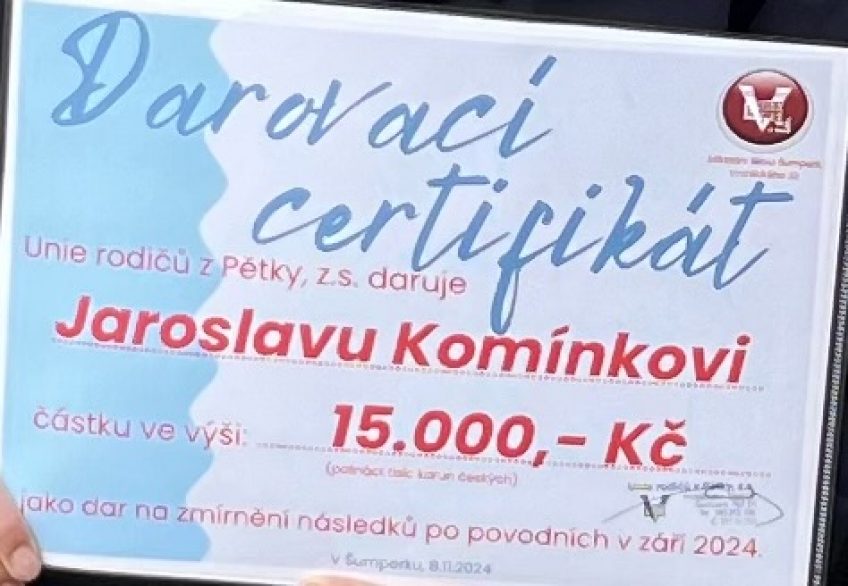 Darovací
certifikát
Unie rodičů z Pětky, z.s. daruje
Jaroslavu Komínkovi
částku ve výši: 15.000,- Kč
(patnáct tisíc korun českých)
jako dar na zmírnění následků po povodních v září 2024.
v Šumperku, 8.11.2024